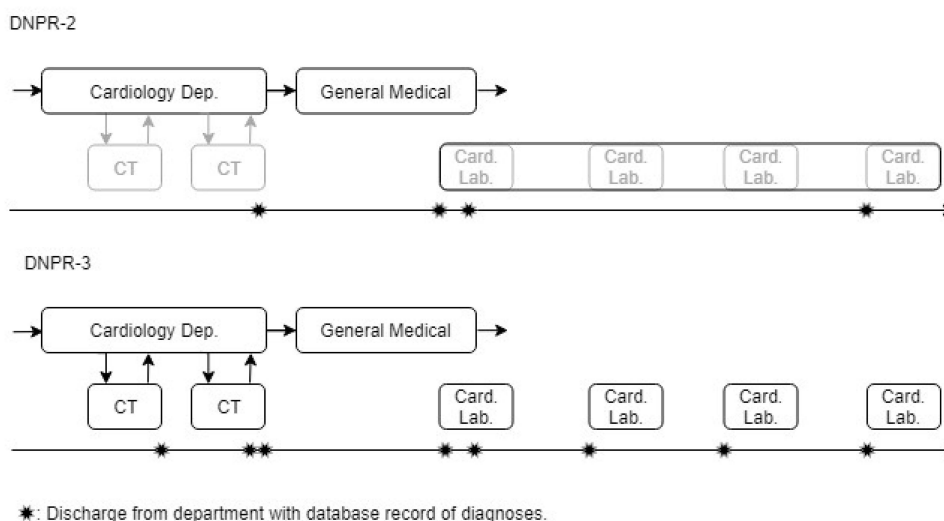 DNPR-2
Cardiology Dep.
General Medical
CT
CT
Card.
Lab.
Card.
Lab.
Card.
Lab.
Card.
Lab.
DNPR-3
Cardiology Dep.
General Medical
CT
CT
Card.
Lab.
Card.
Lab.
Card.
Lab.
Card.
Lab.
✷: Discharge from department with database record of diagnoses.